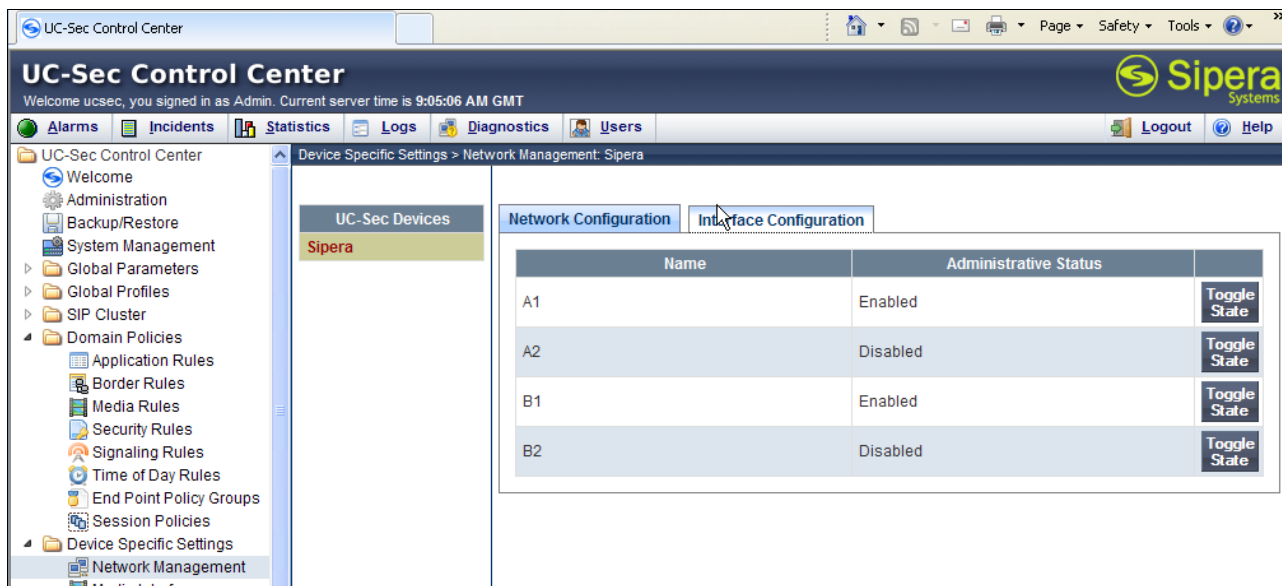 UC-Sec Control Center
Page Safety Tools
UC-Sec Control Center
Sipera
Systems
Welcome ucsec, you signed in as Admin. Current server time is 9:05:06 AM GMT
Alarms Incidents Statistics Logs Diagnostics Users Logout Help
UC-Sec Control Center
Welcome
Administration
Backup/Restore
System Management
Global Parameters
Global Profiles
SIP Cluster
Domain Policies
Application Rules
Border Rules
Media Rules
Security Rules
Signaling Rules
Time of Day Rules
End Point Policy Groups
Session Policies
Device Specific Settings
Network Management
Device Specific Settings > Network Management: Sipera
UC-Sec Devices
Sipera
Network Configuration Interface Configuration
Name Administrative Status
A1 Enabled Toggle State
A2 Disabled Toggle State
B1 Enabled Toggle State
B2 Disabled Toggle State